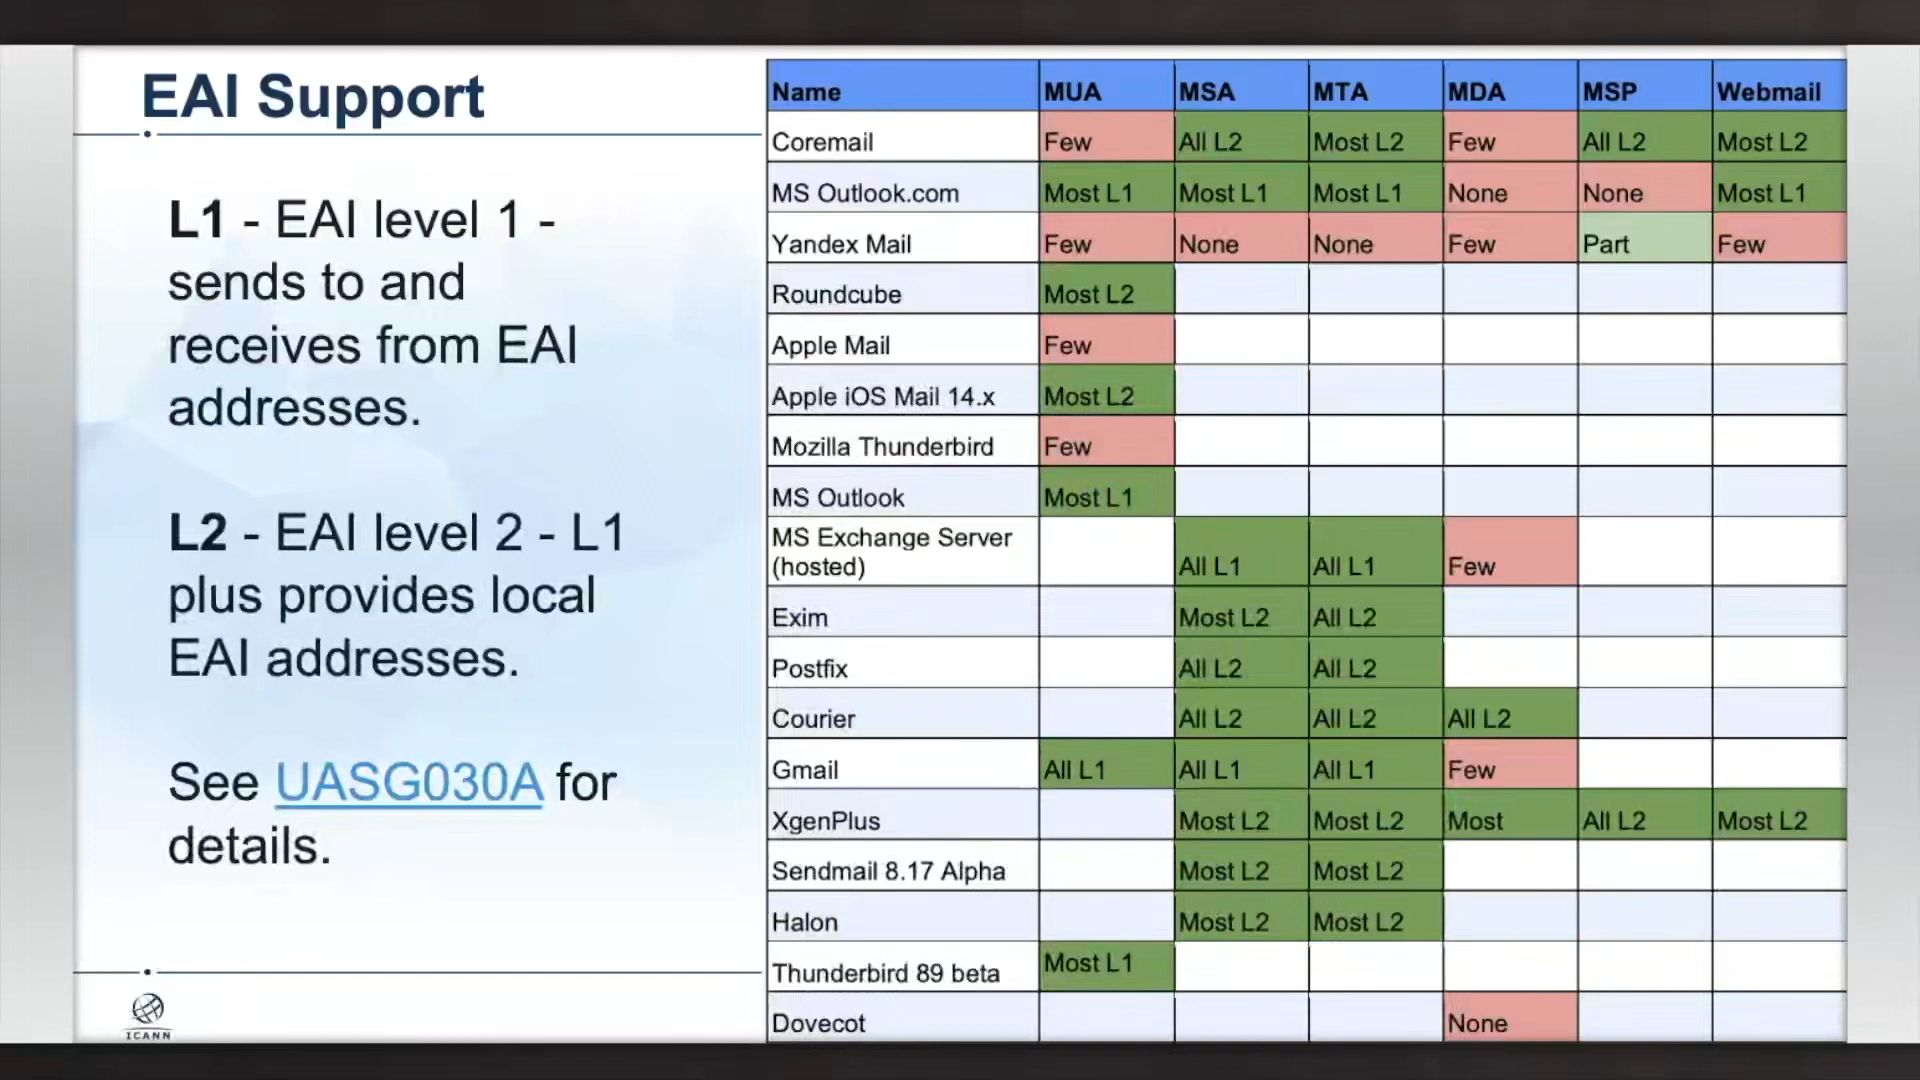 EAI Support
L1 - EAI level 1 -
sends to and
receives from EAI
addresses.
L2 - EAI level 2 - L1
plus provides local
EAI addresses.
See UASG030A for
details.
ICANN
Name MUA MSA MTA MDA MSP Webmail
Coremail Few All L2 Most L2 Few All L2 Most L2
MS Outlook.com Most L1 Most L1 Most L1 None None Most L1
Yandex Mail Few None None Few Part Few
Roundcube Most L2
Apple Mail Few
Apple iOS Mail 14.x Most L2
Mozilla Thunderbird Few
MS Outlook Most L1
MS Exchange Server
(hosted) All L1 All L1 Few
Exim Most L2 All L2
Postfix All L2 All L2
Courier All L2 All L2 All L2
Gmail All L1 All L1 All L1 Few
XgenPlus Most L2 Most L2 Most All L2 Most L2
Sendmail 8.17 Alpha Most L2 Most L2
Halon Most L2 Most L2
Thunderbird 89 beta Most L1
Dovecot None